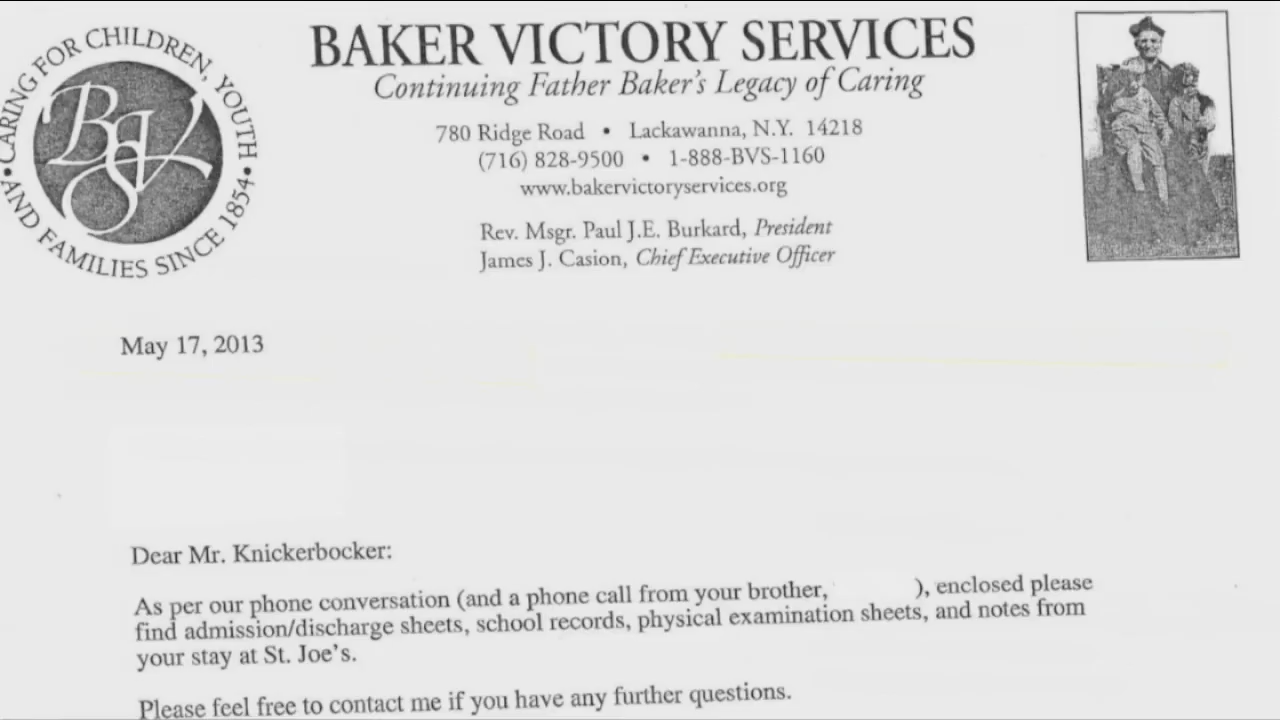 CARING FOR CHILDREN, YOUTH
• AND FAMILIES SINCE 1854 •
BSV
BAKER VICTORY SERVICES
Continuing Father Baker's Legacy of Caring
780 Ridge Road • Lackawanna, N.Y. 14218
(716) 828-9500 • 1-888-BVS-1160
www.bakervictoryservices.org
Rev. Msgr. Paul J.E. Burkard, President
James J. Casion, Chief Executive Officer
May 17, 2013
Dear Mr. Knickerbocker:
As per our phone conversation (and a phone call from your brother, ), enclosed please
find admission/discharge sheets, school records, physical examination sheets, and notes from
your stay at St. Joe's.
Please feel free to contact me if you have any further questions.